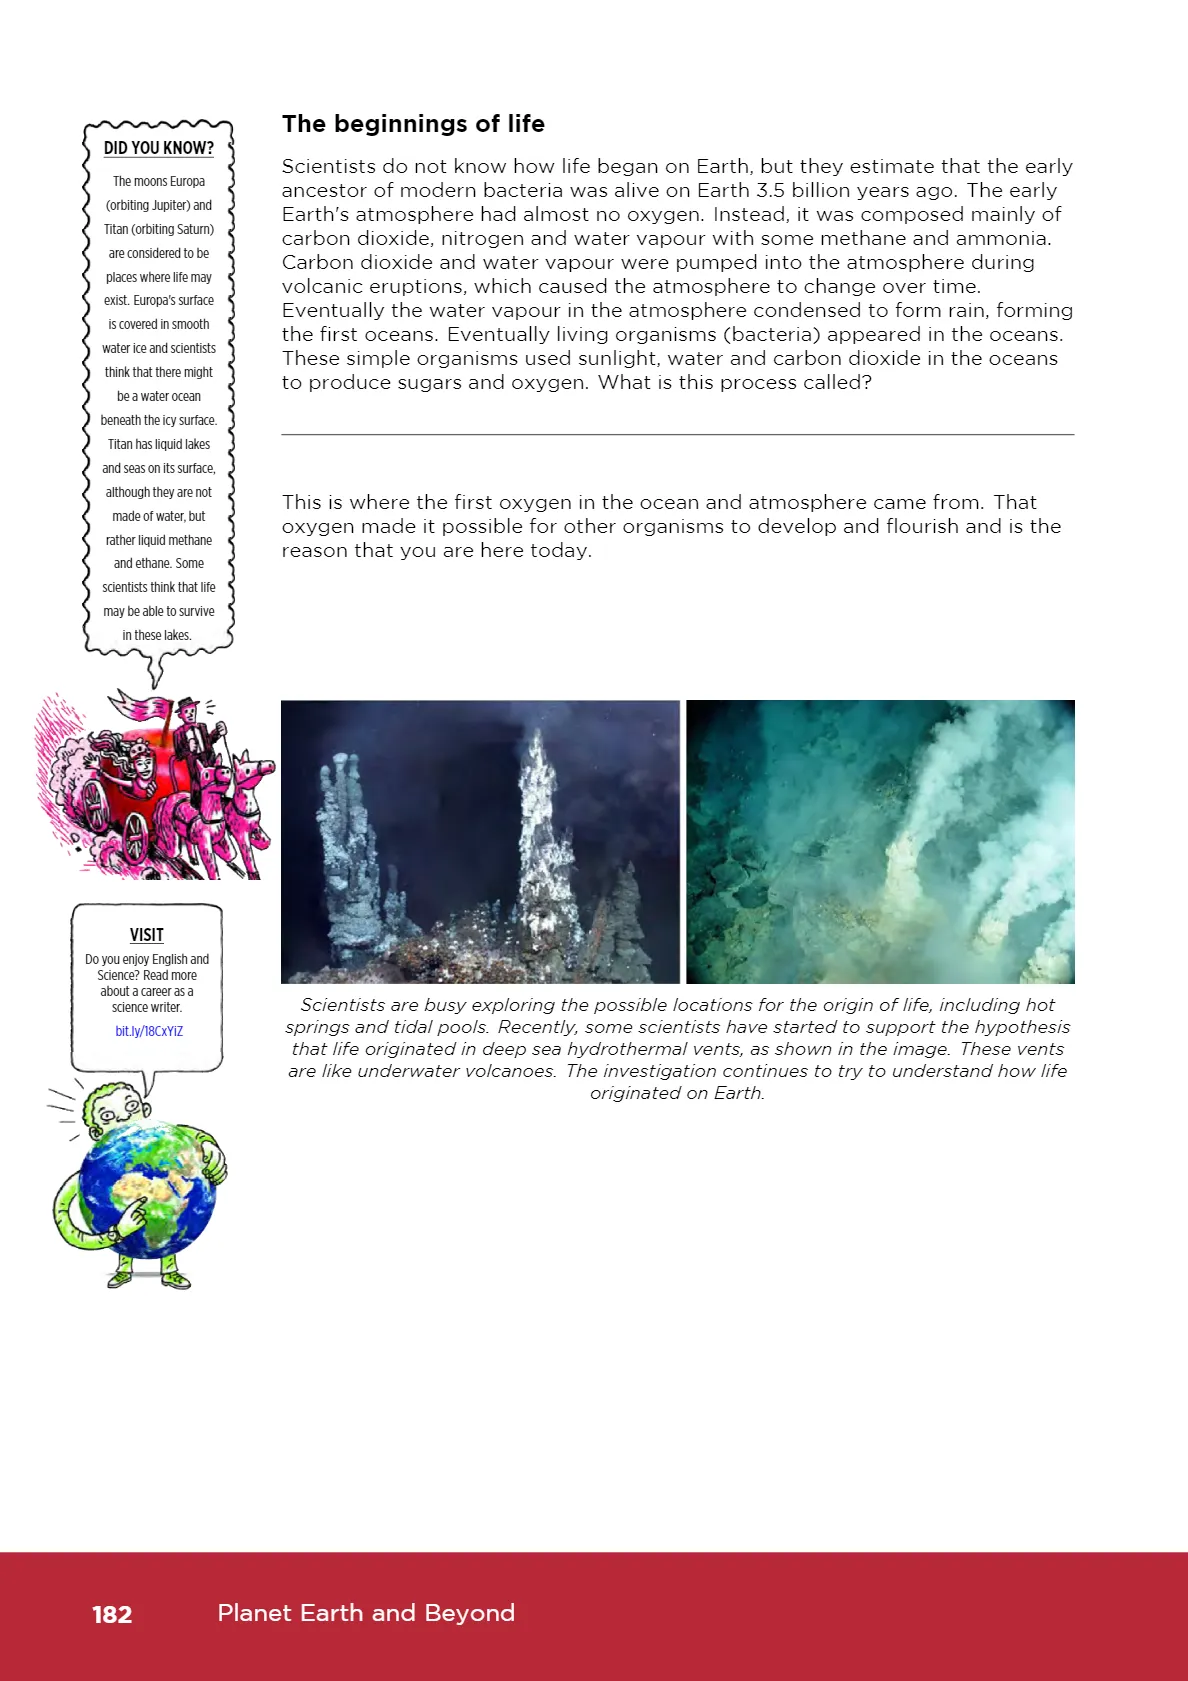 The beginnings of life
Scientists do not know how life began on Earth, but they estimate that the early
ancestor of modern bacteria was alive on Earth 3.5 billion years ago. The early
Earth's atmosphere had almost no oxygen. Instead, it was composed mainly of
carbon dioxide, nitrogen and water vapour with some methane and ammonia.
Carbon dioxide and water vapour were pumped into the atmosphere during
volcanic eruptions, which caused the atmosphere to change over time.
Eventually the water vapour in the atmosphere condensed to form rain, forming
the first oceans. Eventually living organisms (bacteria) appeared in the oceans.
These simple organisms used sunlight, water and carbon dioxide in the oceans
to produce sugars and oxygen. What is this process called?
This is where the first oxygen in the ocean and atmosphere came from. That
oxygen made it possible for other organisms to develop and flourish and is the
reason that you are here today.
DID YOU KNOW?
The moons Europa
(orbiting Jupiter) and
Titan (orbiting Saturn)
are considered to be
places where life may
exist. Europa's surface
is covered in smooth
water ice and scientists
think that there might
be a water ocean
beneath the icy surface.
Titan has liquid lakes
and seas on its surface,
although they are not
made of water, but
rather liquid methane
and ethane. Some
scientists think that life
may be able to survive
in these lakes.
VISIT
Do you enjoy English and
Science? Read more
about a career as a
science writer.
bit.ly/18CxYiZ
Scientists are busy exploring the possible locations for the origin of life, including hot
springs and tidal pools. Recently, some scientists have started to support the hypothesis
that life originated in deep sea hydrothermal vents, as shown in the image. These vents
are like underwater volcanoes. The investigation continues to try to understand how life
originated on Earth.
182
Planet Earth and Beyond